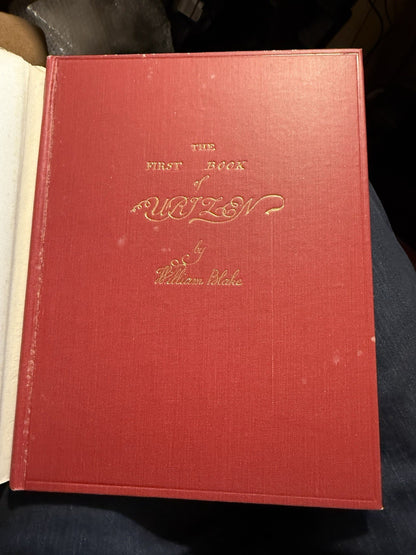 THE
FIRST BOOK
of
URIZEN
by
William Blake